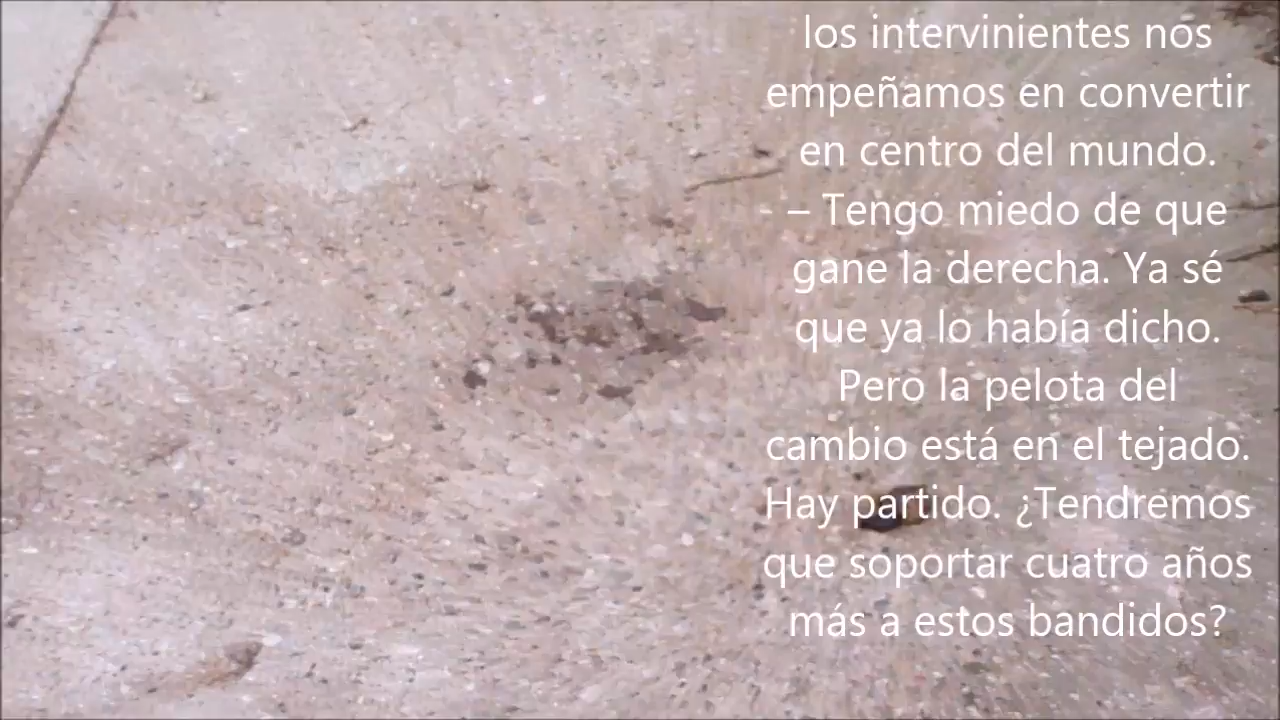 los intervinientes nos
empeñamos en convertir
en centro del mundo.
– Tengo miedo de que
gane la derecha. Ya sé
que ya lo había dicho.
Pero la pelota del
cambio está en el tejado.
Hay partido. ¿Tendremos
que soportar cuatro años
más a estos bandidos?